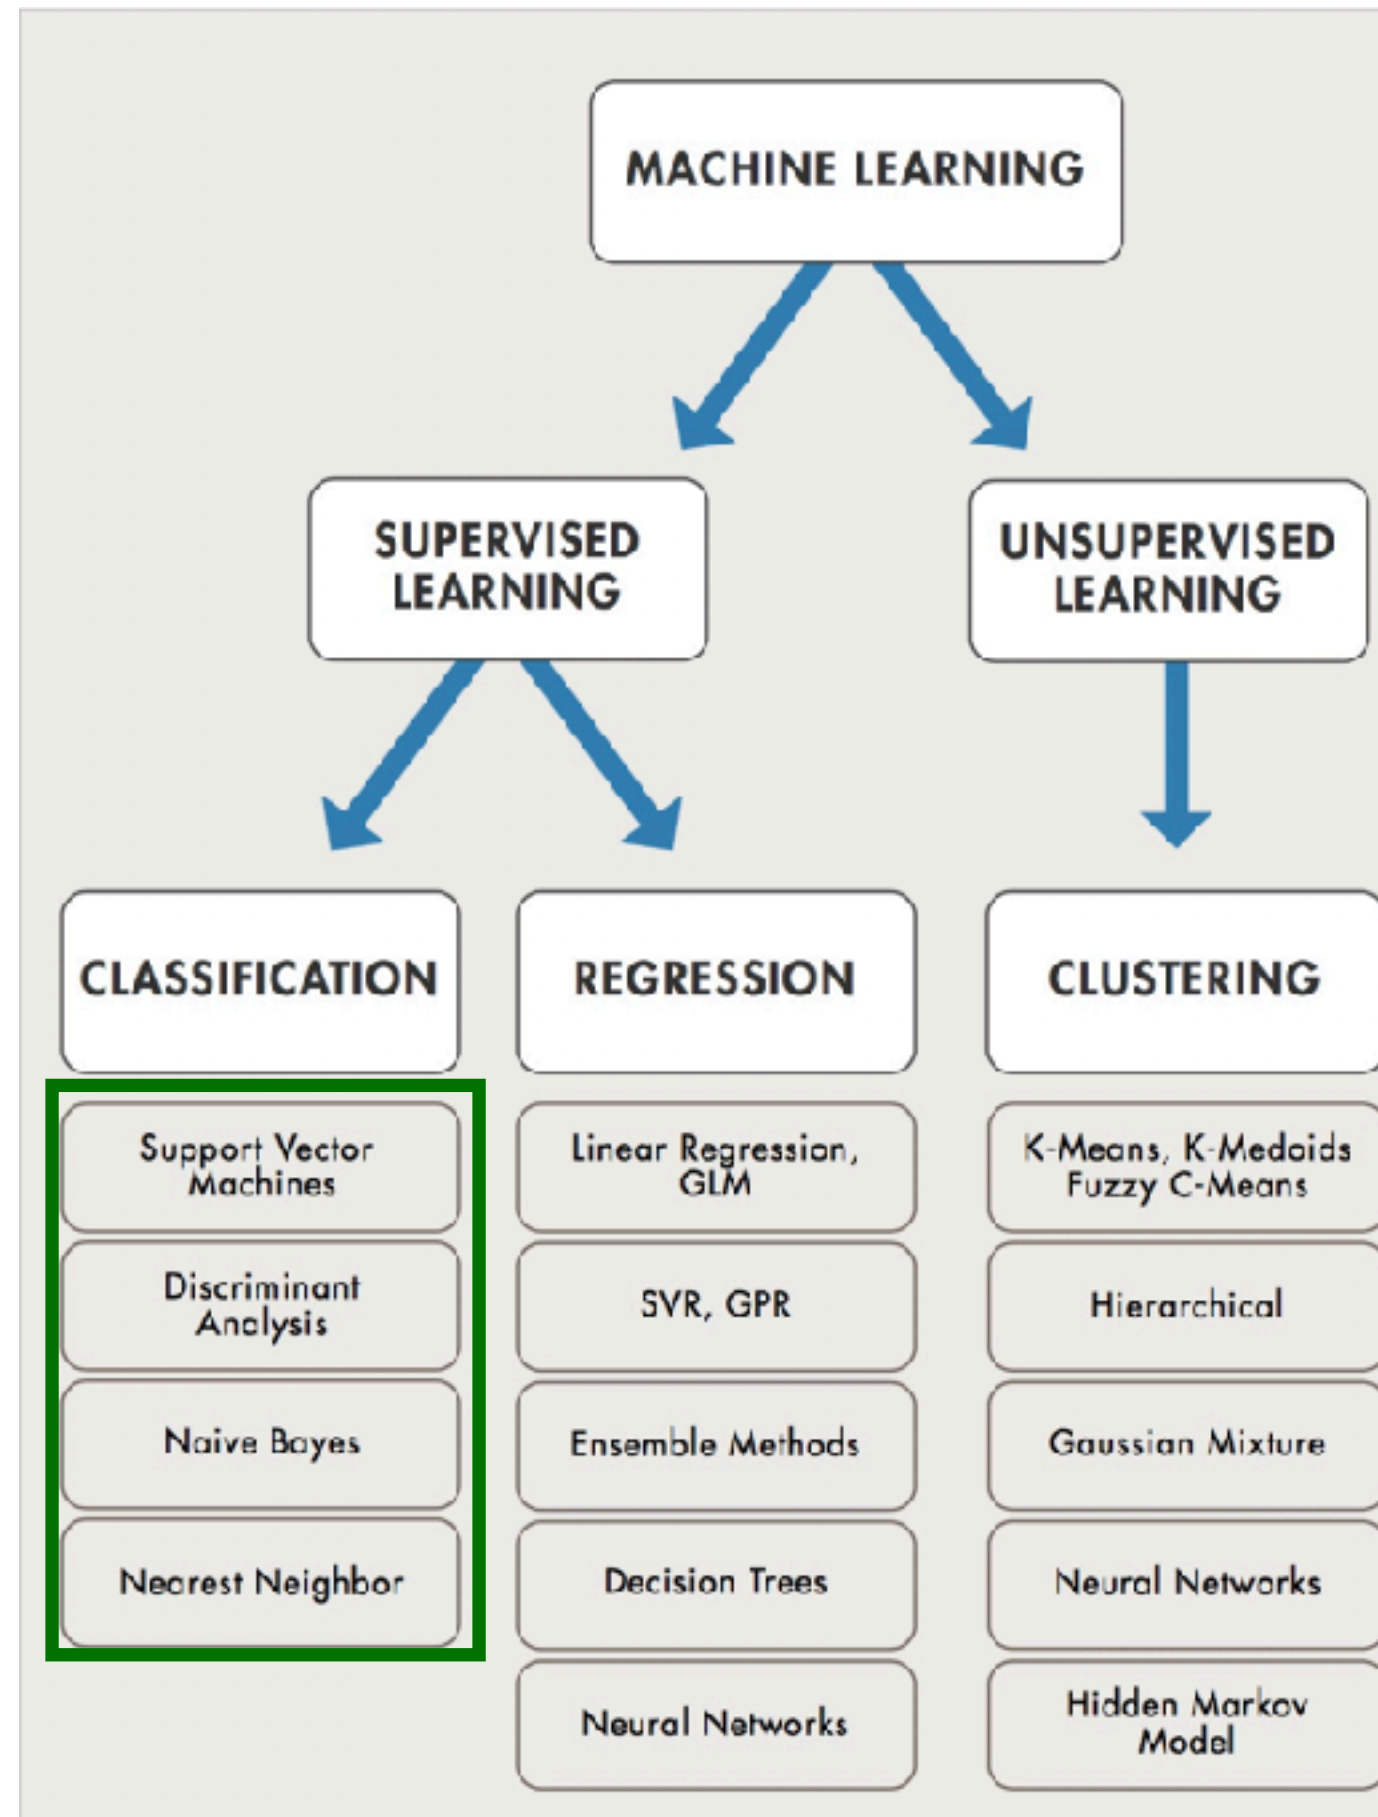 MACHINE LEARNING
SUPERVISED
LEARNING
UNSUPERVISED
LEARNING
CLASSIFICATION
Support Vector
Machines
Discriminant
Analysis
Naive Bayes
Nearest Neighbor
REGRESSION
Linear Regression,
GLM
SVR, GPR
Ensemble Methods
Decision Trees
Neural Networks
CLUSTERING
K-Means, K-Medoids
Fuzzy C-Means
Hierarchical
Gaussian Mixture
Neural Networks
Hidden Markov
Model